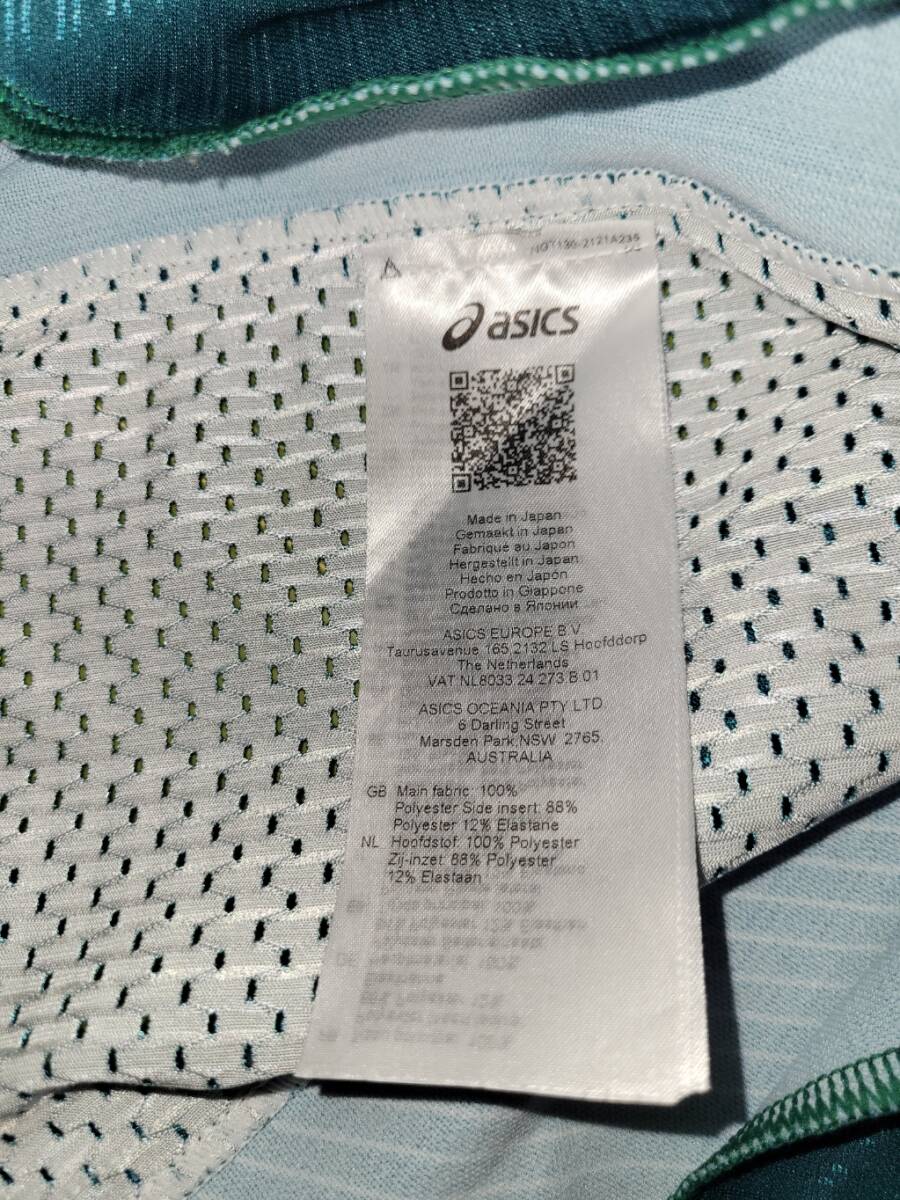 2121A235
asics
Made in Japan
Gemaakt in Japan
Fabriqué au Japon
Hergestellt in Japan
Hecho en Japón
Prodotto in Giappone
Сделано в Японии
ASICS EUROPE B.V.
Taurusavenue 165,2132 LS Hoofddorp
The Netherlands
VAT NL8033.24.273.B.01
ASICS OCEANIA PTY LTD
6 Darling Street
Marsden Park,NSW 2765,
AUSTRALIA
GB Main fabric: 100%
Polyester Side insert: 88%
Polyester 12% Elastane
NL Hoofdstof: 100% Polyester
Zij-inzet: 88% Polyester
12% Elastaan